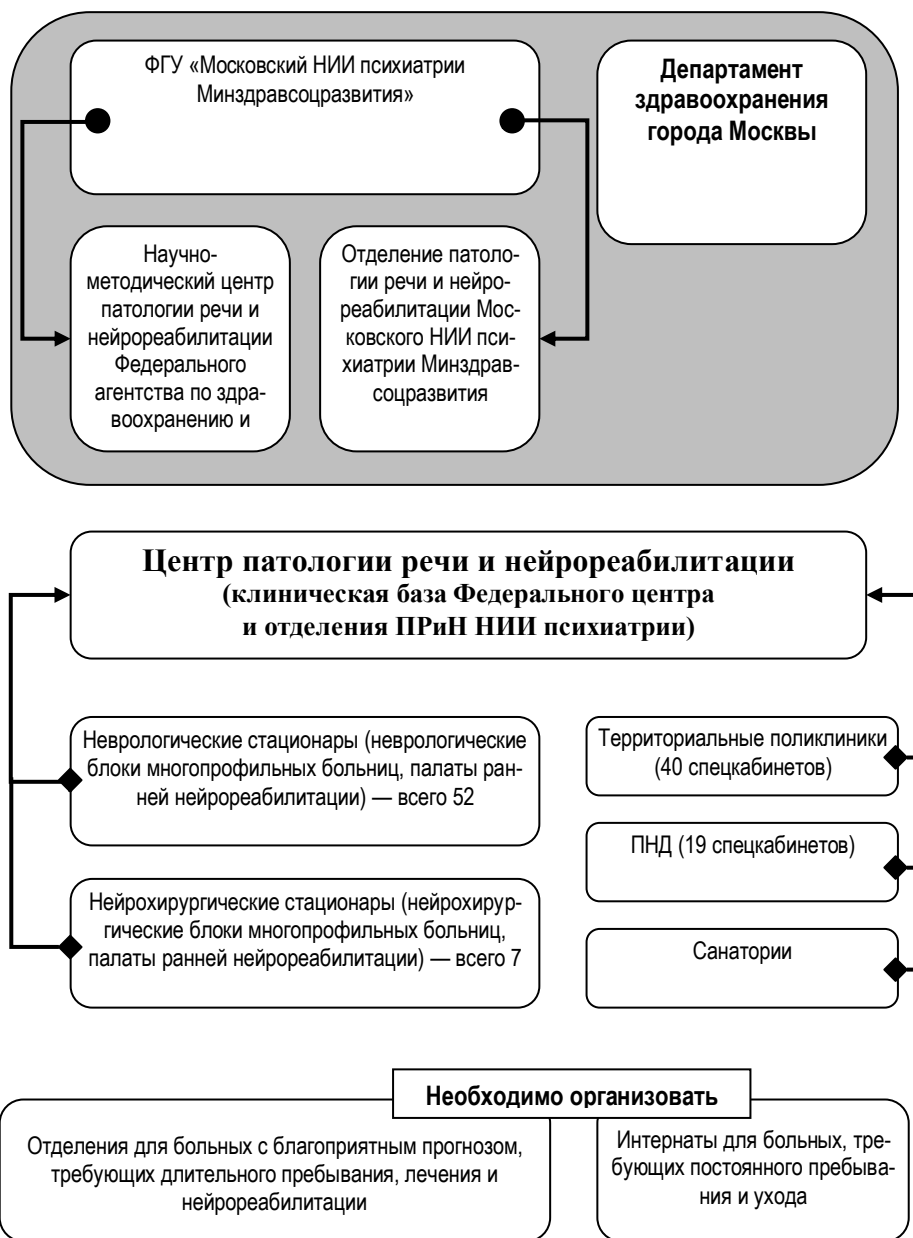 ФГУ «Московский НИИ психиатрии
Минздравсоцразвития»
Департамент
здравоохранения
города Москвы
Научно-
методический центр
патологии речи и
нейрореабилитации
Федерального
агентства по здра-
воохранению и
Отделение патоло-
гии речи и нейро-
реабилитации Мос-
ковского НИИ пси-
хиатрии Минздрав-
соцразвития
Центр патологии речи и нейрореабилитации
(клиническая база Федерального центра
и отделения ПРиН НИИ психиатрии)
Неврологические стационары (неврологические
блоки многопрофильных больниц, палаты ран-
ней нейрореабилитации) — всего 52
Территориальные поликлиники
(40 спецкабинетов)
ПНД (19 спецкабинетов)
Нейрохирургические стационары (нейрохирур-
гические блоки многопрофильных больниц,
палаты ранней нейрореабилитации) — всего 7
Санатории
Необходимо организовать
Отделения для больных с благоприятным прогнозом,
требующих длительного пребывания, лечения и
нейрореабилитации
Интернаты для больных, тре-
бующих постоянного пребыва-
ния и ухода